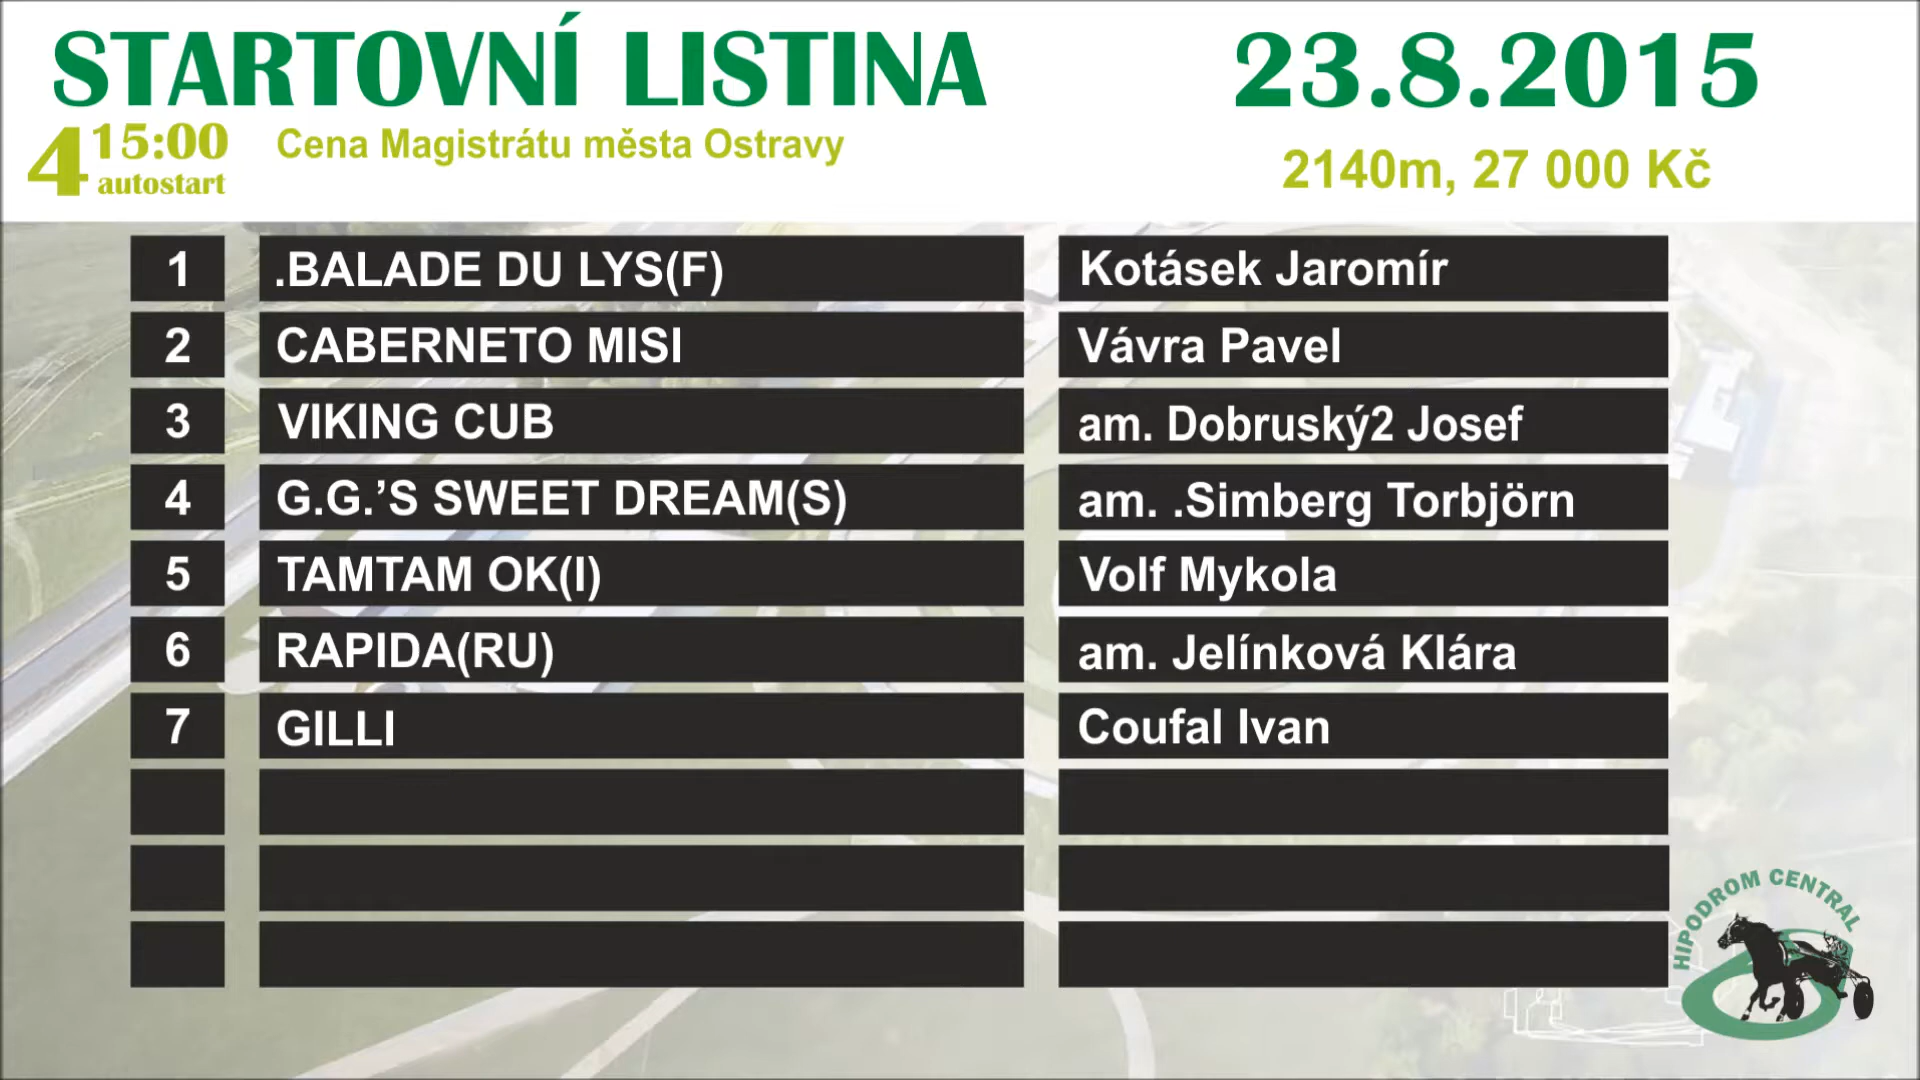 STARTOVNÍ LISTINA 23.8.2015
4 15:00 autostart
Cena Magistrátu města Ostravy
2140m, 27 000 Kč
1 .BALADE DU LYS(F) Kotásek Jaromír
2 CABERNETO MISI Vávra Pavel
3 VIKING CUB am. Dobruský2 Josef
4 G.G.’S SWEET DREAM(S) am. .Simberg Torbjörn
5 TAMTAM OK(I) Volf Mykola
6 RAPIDA(RU) am. Jelínková Klára
7 GILLI Coufal Ivan
HIPODROM CENTRAL